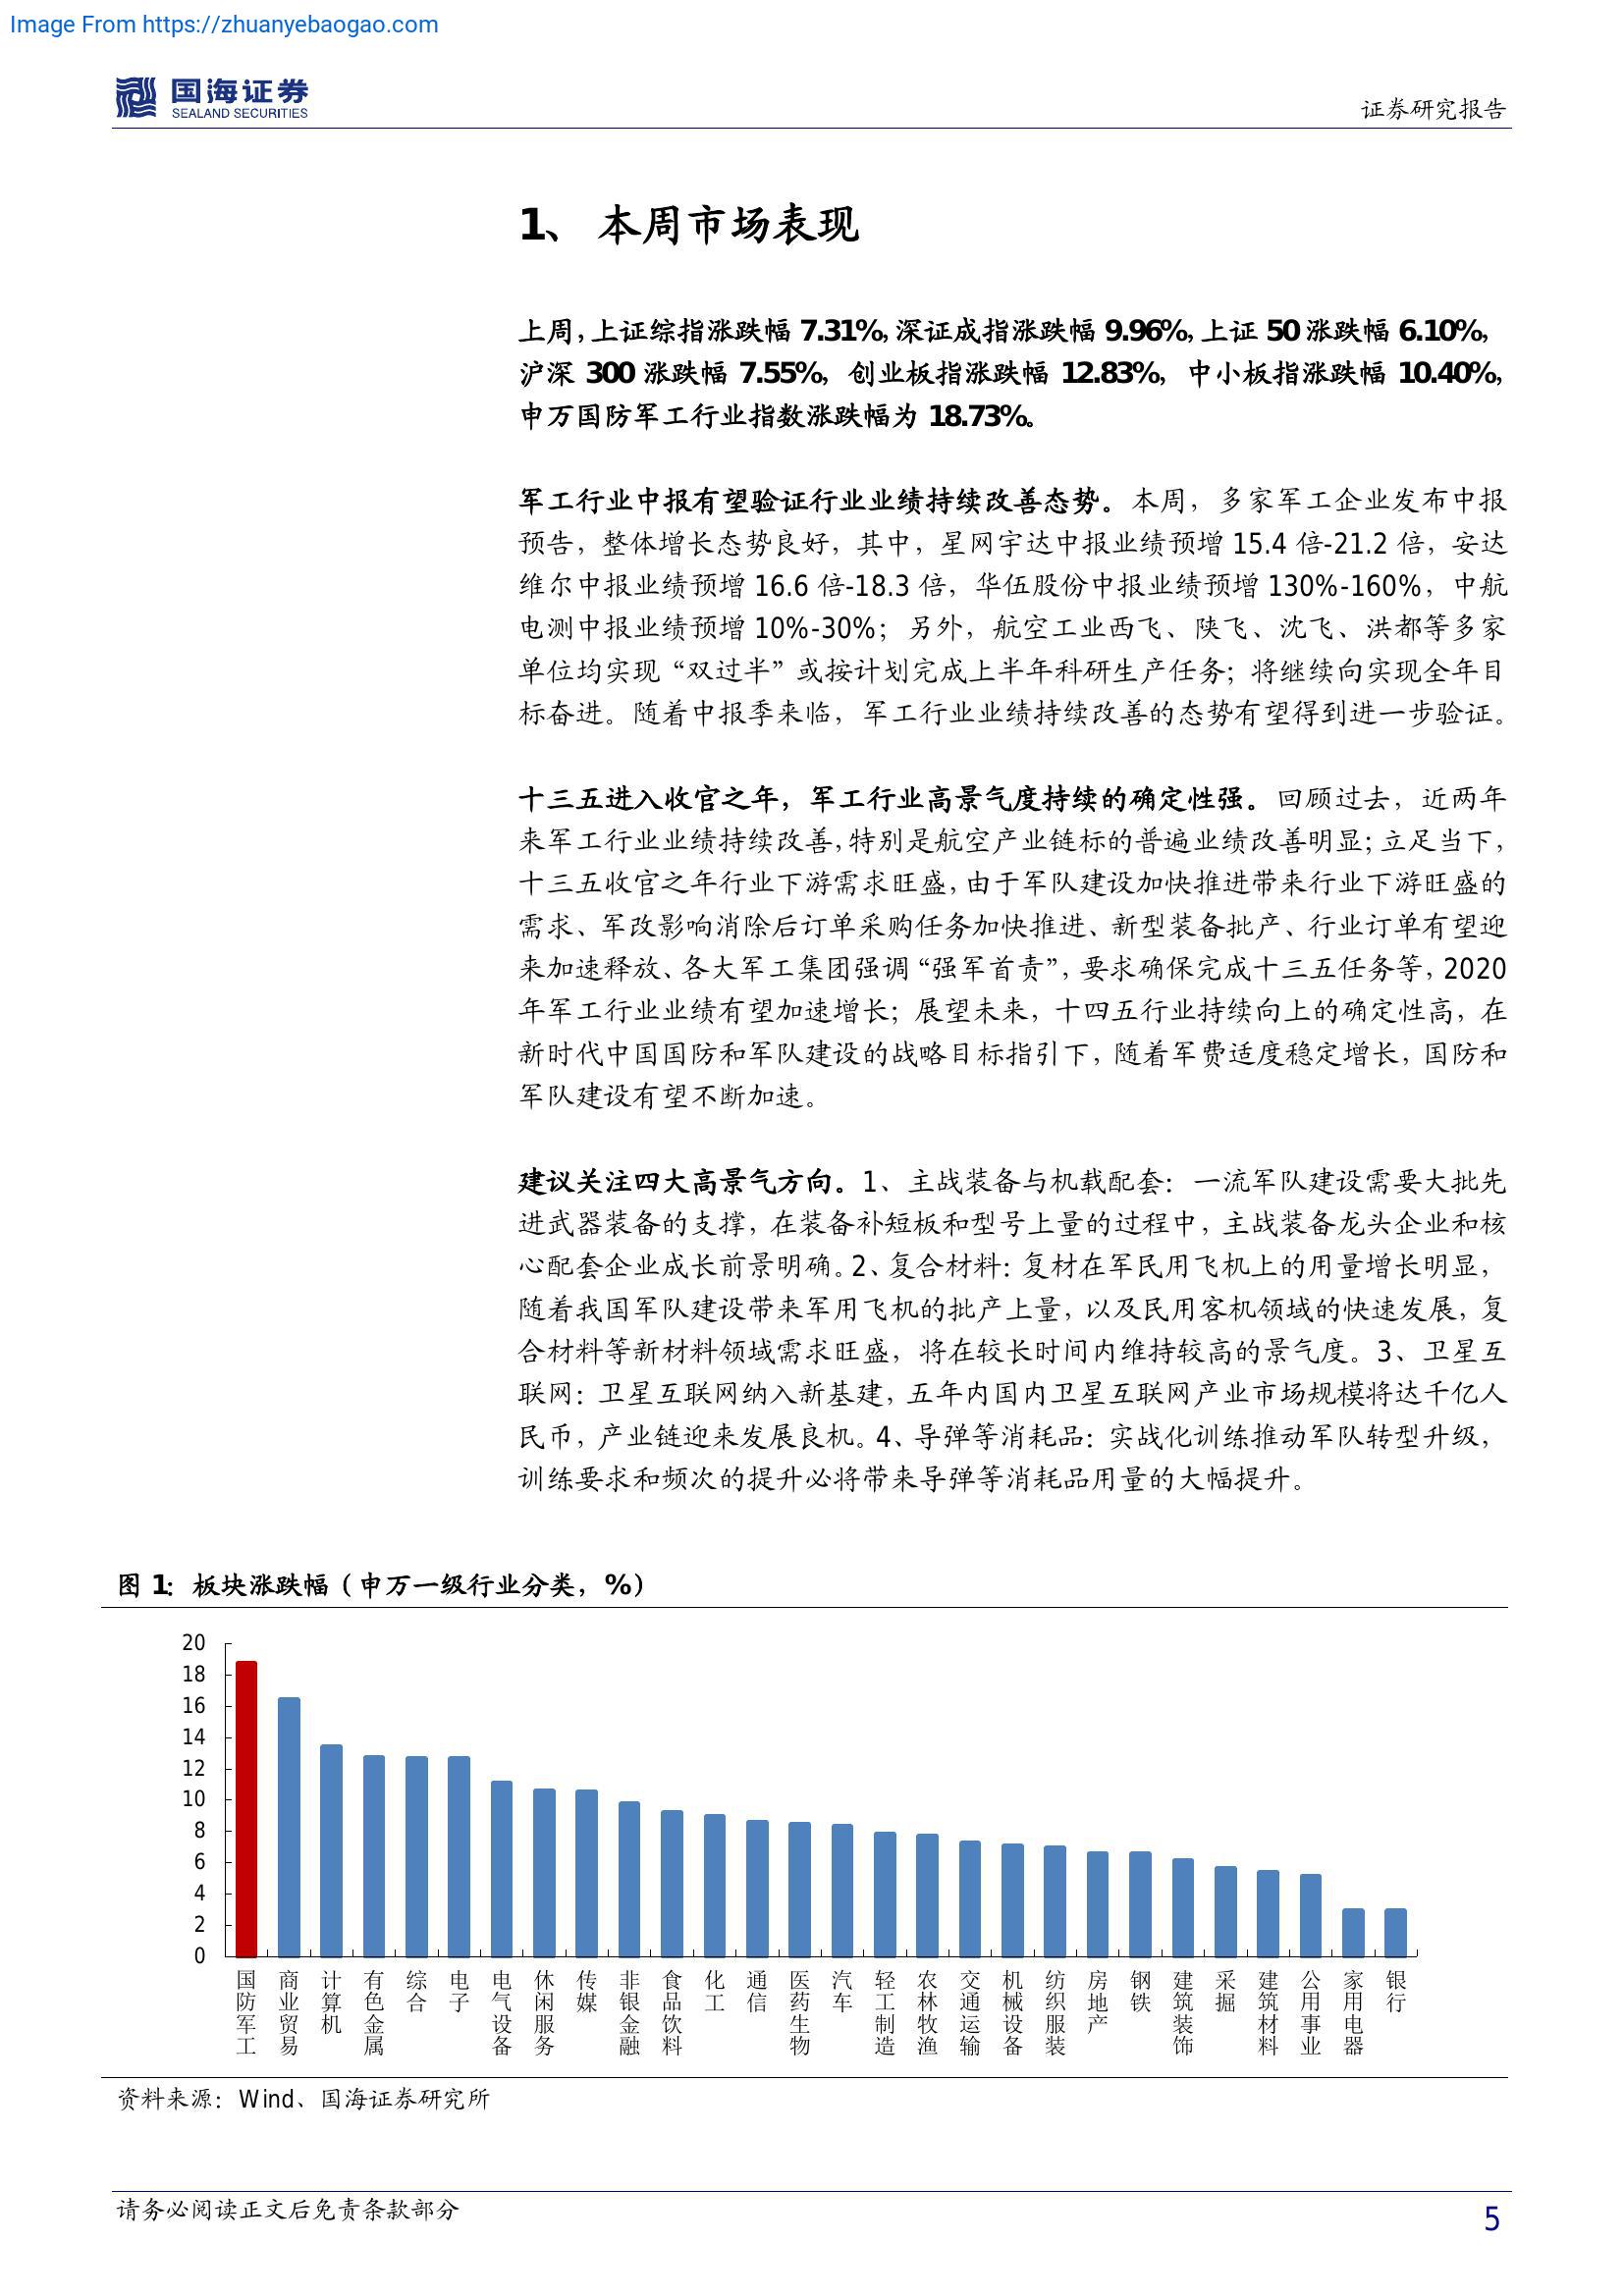 Image From https://zhuanyebaogao.com
国海证券
SEALAND SECURITIES
证券研究报告
1、 本周市场表现
上周，上证综指涨跌幅 7.31%，深证成指涨跌幅 9.96%，上证 50 涨跌幅 6.10%，
沪深 300 涨跌幅 7.55%，创业板指涨跌幅 12.83%，中小板指涨跌幅 10.40%，
申万国防军工行业指数涨跌幅为 18.73%。
军工行业中报有望验证行业业绩持续改善态势。本周，多家军工企业发布中报
预告，整体增长态势良好，其中，星网宇达中报业绩预增 15.4 倍-21.2 倍，安达
维尔中报业绩预增 16.6 倍-18.3 倍，华伍股份中报业绩预增 130%-160%，中航
电测中报业绩预增 10%-30%；另外，航空工业西飞、陕飞、沈飞、洪都等多家
单位均实现“双过半”或按计划完成上半年科研生产任务；将继续向实现全年目
标奋进。随着中报季来临，军工行业业绩持续改善的态势有望得到进一步验证。
十三五进入收官之年，军工行业高景气度持续的确定性强。回顾过去，近两年
来军工行业业绩持续改善，特别是航空产业链标的普遍业绩改善明显；立足当下，
十三五收官之年行业下游需求旺盛，由于军队建设加快推进带来行业下游旺盛的
需求、军改影响消除后订单采购任务加快推进、新型装备批产、行业订单有望迎
来加速释放、各大军工集团强调“强军首责”，要求确保完成十三五任务等，2020
年军工行业业绩有望加速增长；展望未来，十四五行业持续向上的确定性高，在
新时代中国国防和军队建设的战略目标指引下，随着军费适度稳定增长，国防和
军队建设有望不断加速。
建议关注四大高景气方向。1、主战装备与机载配套：一流军队建设需要大批先
进武器装备的支撑，在装备补短板和型号上量的过程中，主战装备龙头企业和核
心配套企业成长前景明确。2、复合材料：复材在军民用飞机上的用量增长明显，
随着我国军队建设带来军用飞机的批产上量，以及民用客机领域的快速发展，复
合材料等新材料领域需求旺盛，将在较长时间内维持较高的景气度。3、卫星互
联网：卫星互联网纳入新基建，五年内国内卫星互联网产业市场规模将达千亿人
民币，产业链迎来发展良机。4、导弹等消耗品：实战化训练推动军队转型升级，
训练要求和频次的提升必将带来导弹等消耗品用量的大幅提升。
图 1：板块涨跌幅（申万一级行业分类，%）
20
18
16
14
12
10
8
6
4
2
0
国防军工
商业贸易
计算机
有色金属
综合
电子
电气设备
休闲服务
传媒
非银金融
食品饮料
化工
通信
医药生物
汽车
轻工制造
农林牧渔
交通运输
机械设备
纺织服装
房地产
钢铁
建筑装饰
采掘
建筑材料
公用事业
家用电器
银行
资料来源：Wind、国海证券研究所
请务必阅读正文后免责条款部分
5